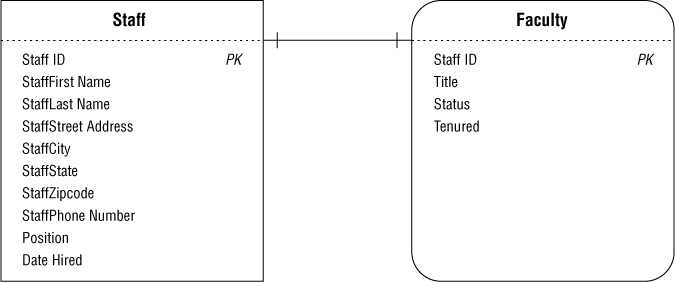 Staff
Staff ID PK
StaffFirst Name
StaffLast Name
StaffStreet Address
StaffCity
StaffState
StaffZipcode
StaffPhone Number
Position
Date Hired
Faculty
Staff ID PK
Title
Status
Tenured